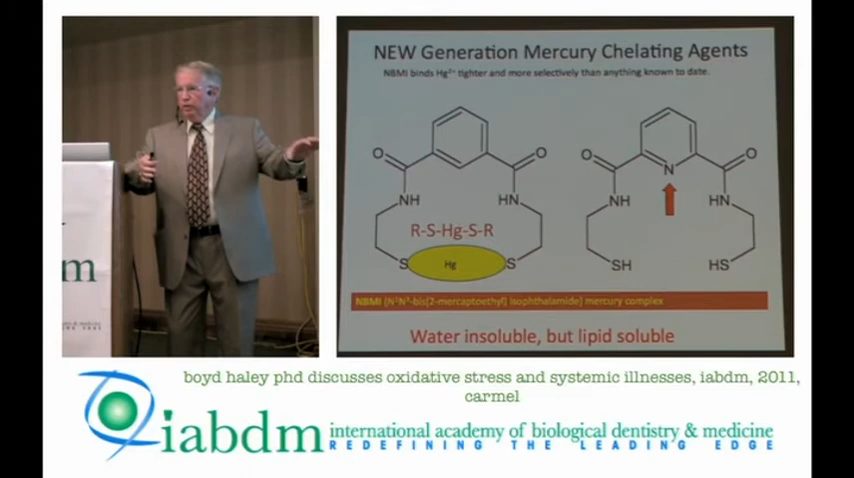 NEW Generation Mercury Chelating Agents
NBMI binds Hg²⁺ tighter and more selectively than anything known to date.
O
O
NH
HN
R-S-Hg-S-R
S
Hg
S
O
N
O
NH
HN
SH
HS
NBMI (N¹N³-bis(2-mercaptoethyl) isophthalamide) mercury complex
Water insoluble, but lipid soluble
m
boyd haley phd discusses oxidative stress and systemic illnesses, iabdm, 2011,
carmel
iabdm
international academy of biological dentistry & medicine
REDEFINING THE LEADING EDGE